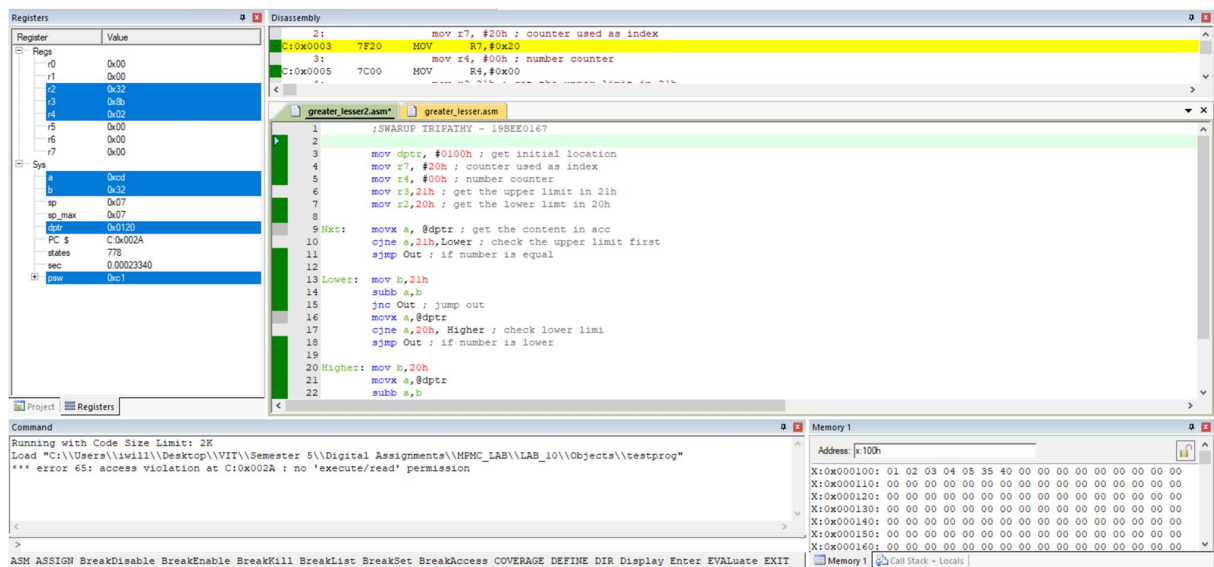 Registers
Register Value
Regs
r0 0x00
r1 0x00
r2 0x32
r3 0x8b
r4 0x02
r5 0x00
r6 0x00
r7 0x00
Sys
a 0xcd
b 0x32
sp 0x07
sp_max 0x07
dptr 0x0120
PC $ C:0x002A
states 778
sec 0.00023340
psw 0xc1
Project Registers
Disassembly
2: mov r7, #20h ; counter used as index
C:0x0003 7F20 MOV R7,#0x20
3: mov r4, #00h ; number counter
C:0x0005 7C00 MOV R4,#0x00
greater_lesser2.asm* greater_lesser.asm
1 ;SWARUP TRIPATHY - 19BEE0167
2
3 mov dptr, #0100h ; get initial location
4 mov r7, #20h ; counter used as index
5 mov r4, #00h ; number counter
6 mov r3,21h ; get the upper limit in 21h
7 mov r2,20h ; get the lower limt in 20h
8
9 Nxt: movx a, @dptr ; get the content in acc
10 cjne a,21h,Lower ; check the upper limit first
11 sjmp Out ; if number is equal
12
13 Lower: mov b,21h
14 subb a,b
15 jnc Out ; jump out
16 movx a,@dptr
17 cjne a,20h, Higher ; check lower limi
18 sjmp Out ; if number is lower
19
20 Higher: mov b,20h
21 movx a,@dptr
22 subb a,b
Command
Running with Code Size Limit: 2K
Load "C:\\Users\\iwill\\Desktop\\VIT\\Semester 5\\Digital Assignments\\MPMC_LAB\\LAB_10\\Objects\\testprog"
*** error 65: access violation at C:0x002A : no 'execute/read' permission
>
ASM ASSIGN BreakDisable BreakEnable BreakKill BreakList BreakSet BreakAccess COVERAGE DEFINE DIR Display Enter EVALuate EXIT
Memory 1
Address: x:100h
X:0x000100: 01 02 03 04 05 35 40 00 00 00 00 00 00 00 00 00
X:0x000110: 00 00 00 00 00 00 00 00 00 00 00 00 00 00 00 00
X:0x000120: 00 00 00 00 00 00 00 00 00 00 00 00 00 00 00 00
X:0x000130: 00 00 00 00 00 00 00 00 00 00 00 00 00 00 00 00
X:0x000140: 00 00 00 00 00 00 00 00 00 00 00 00 00 00 00 00
X:0x000150: 00 00 00 00 00 00 00 00 00 00 00 00 00 00 00 00
X:0x000160: 00 00 00 00 00 00 00 00 00 00 00 00 00 00 00 00
Memory 1 Call Stack + Locals